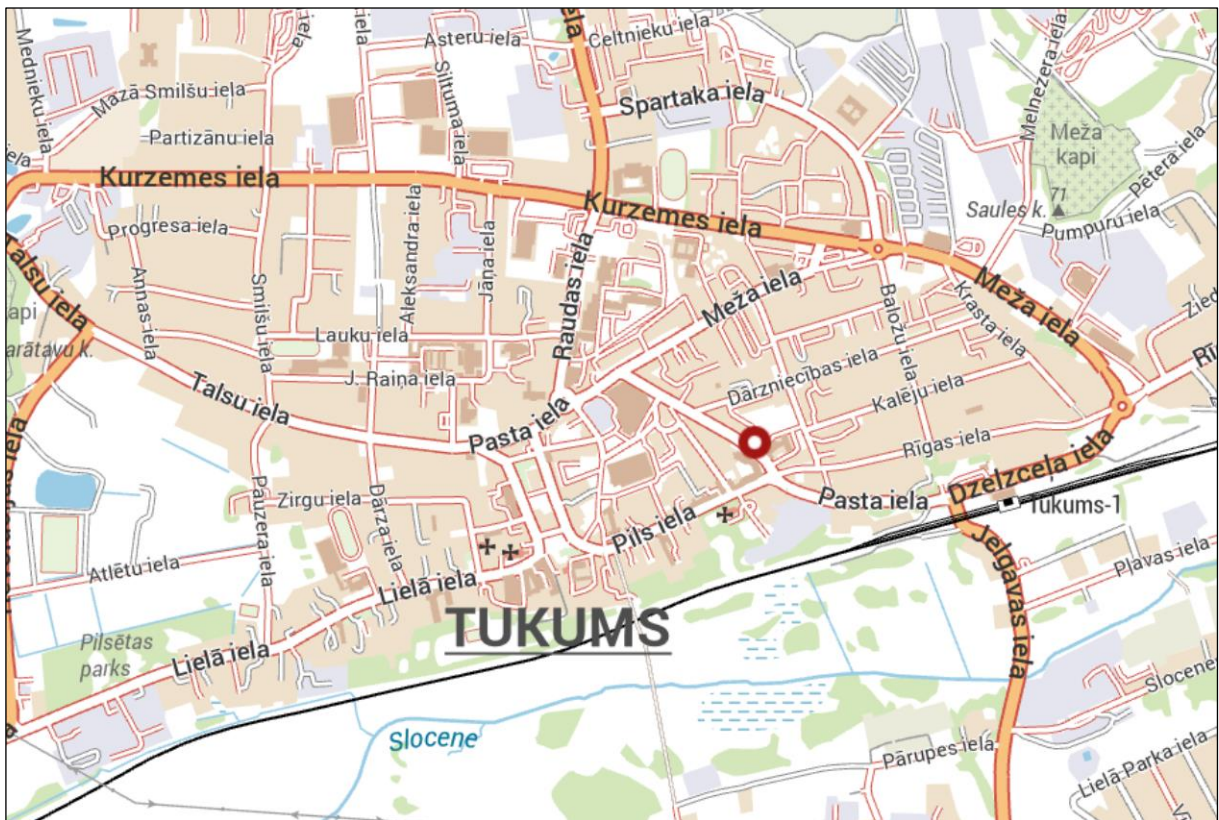 Mednieku iela
Mazā Smilšu iela
Partizānu iela
iela
iela
Asteru iela
Siltuma iela
iela
Celtnieku iela
Spartaka iela
Melnezera iela
Meža
kapi
Pētera iela
71
Saules k.
Pumpuru iela
Kurzemes iela
Kurzemes iela
Progresa iela
Talsu iela
Annas iela
Smilšu iela
Aleksandra iela
Jāņa iela
Raudas iela
Meža iela
Meža iela
Baložu iela
Krasta iela
Lauku iela
J. Raiņa iela
Dārzniecības iela
Kalēju iela
Rīgas iela
Talsu iela
Pasta iela
Pasta iela
Dzelzceļa iela
Tukums-1
Zirgu iela
Dārza iela
Pauzera iela
Pils iela
Jelgavas iela
Pļavas iela
Atlētu iela
Lielā iela
TUKUMS
Pilsētas
parks
Lielā iela
Slocene
Pārupes iela
Slocene
Lielā Parka iela